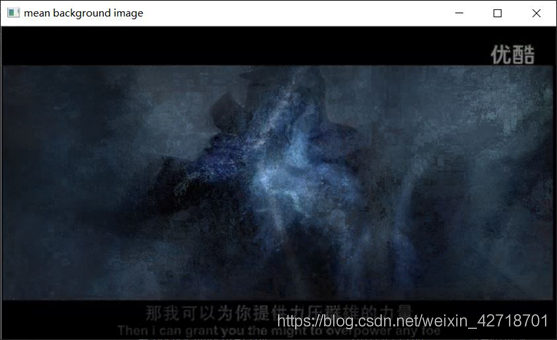 mean background image
优酷
那我可以为你提供力压群雄的力量
Then i can grant you the might to overpower any foe
https://blog.csdn.net/weixin_42718701